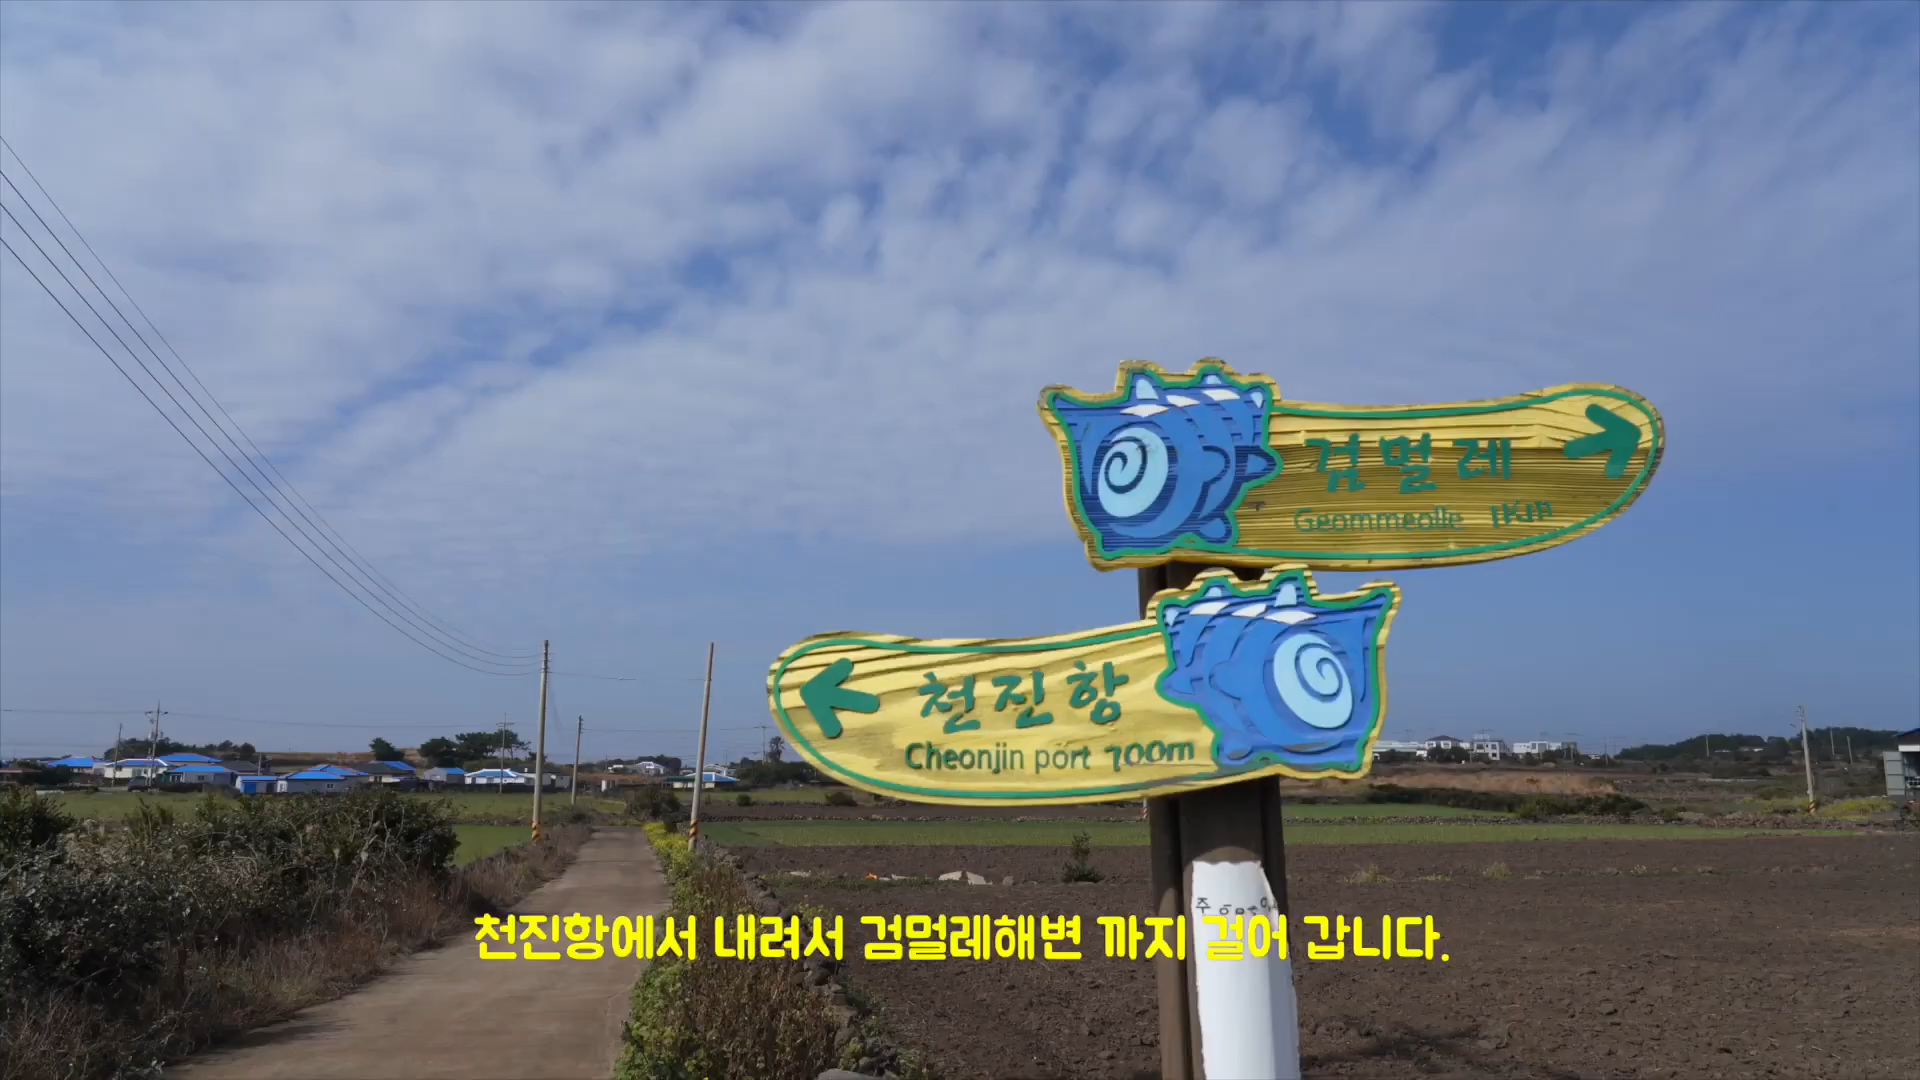 검멀레
Geommeolle 1Km
천진항
Cheonjin port 700m
천진항에서 내려서 검멀레해변 까지 걸어 갑니다.